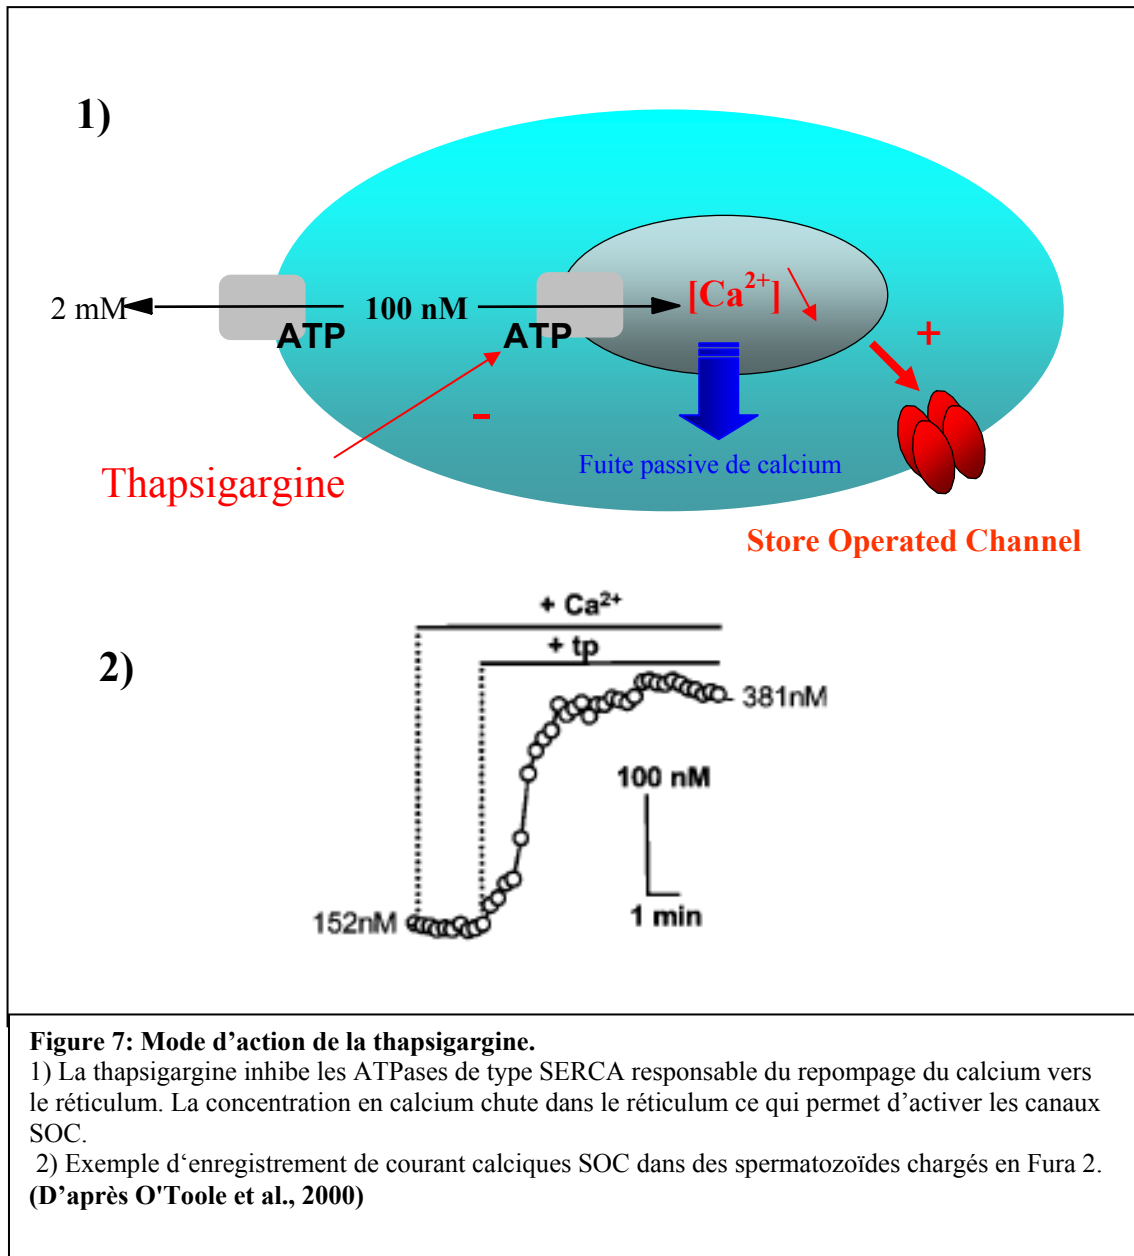 1)
2 mM
ATP
100 nM
ATP
[Ca2+]
+
-
Thapsigargine
Fuite passive de calcium
Store Operated Channel
2)
+ Ca2+
+ tp
381nM
100 nM
1 min
152nM
Figure 7: Mode d’action de la thapsigargine.
1) La thapsigargine inhibe les ATPases de type SERCA responsable du repompage du calcium vers
le réticulum. La concentration en calcium chute dans le réticulum ce qui permet d’activer les canaux
SOC.
2) Exemple d‘enregistrement de courant calciques SOC dans des spermatozoïdes chargés en Fura 2.
(D’après O'Toole et al., 2000)